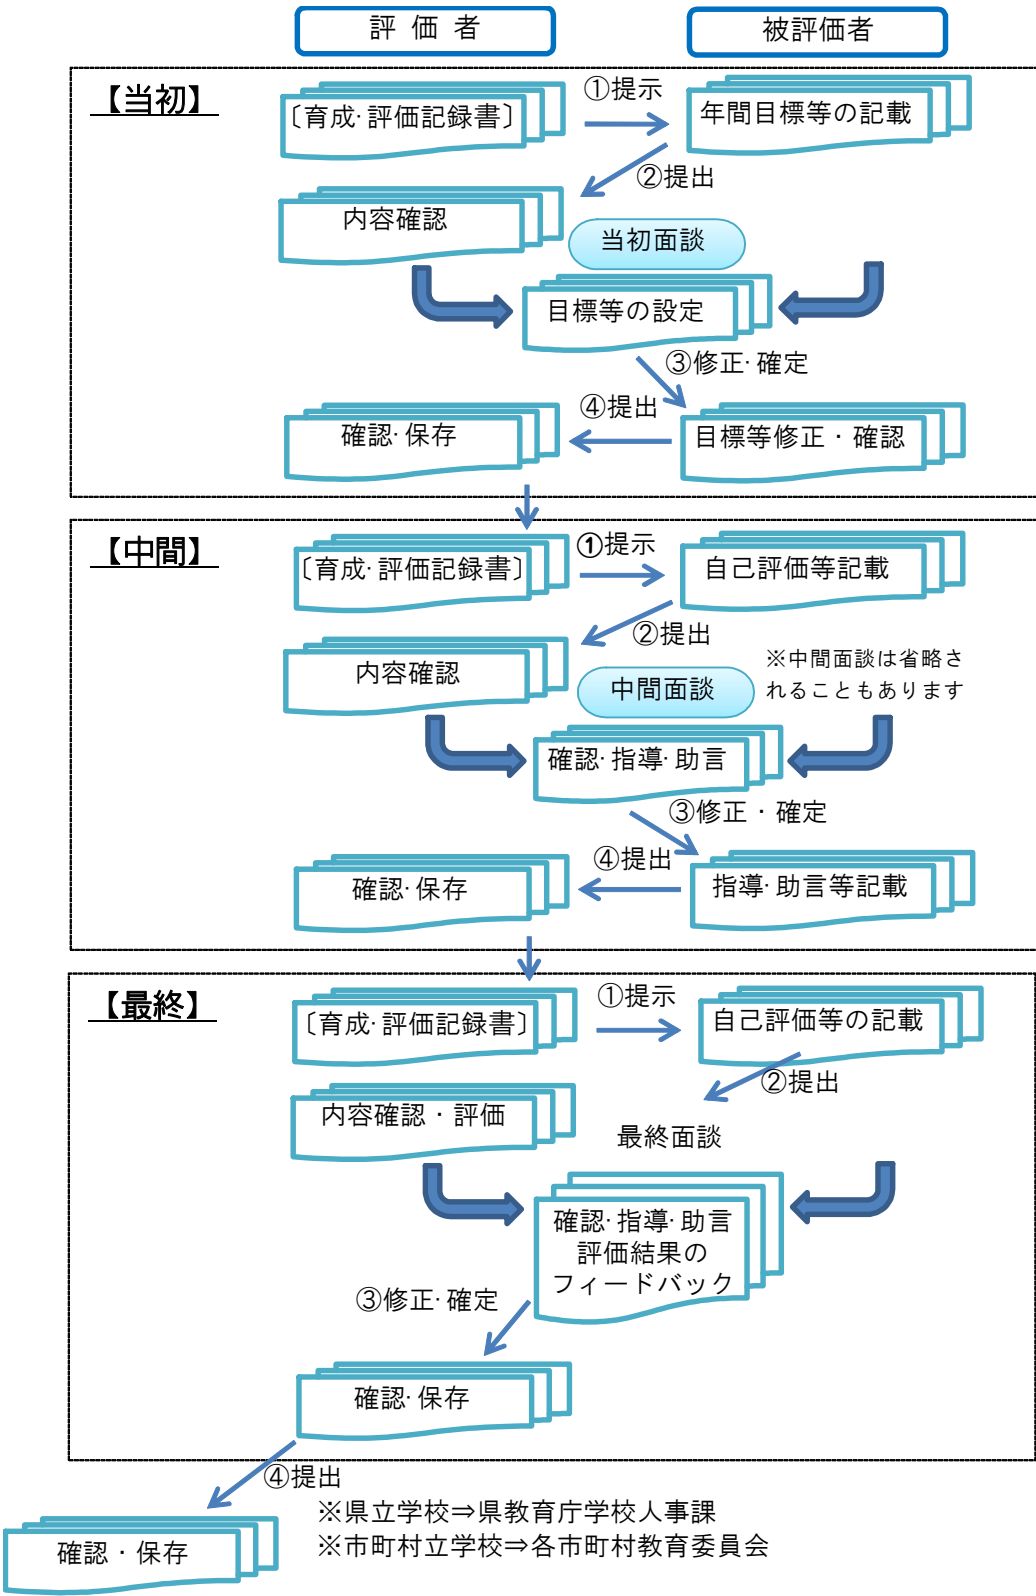 評 価 者
被評価者
【当初】
〔育成･評価記録書〕
①提示
年間目標等の記載
②提出
内容確認
当初面談
目標等の設定
③修正･確定
④提出
確認･保存
目標等修正・確認
【中間】
〔育成･評価記録書〕
①提示
自己評価等記載
②提出
内容確認
中間面談
※中間面談は省略さ
れることもあります
確認･指導･助言
③修正・確定
④提出
確認･保存
指導･助言等記載
【最終】
〔育成･評価記録書〕
①提示
自己評価等の記載
②提出
内容確認・評価
最終面談
確認･指導･助言
評価結果の
フィードバック
③修正･確定
確認･保存
④提出
※県立学校⇒県教育庁学校人事課
※市町村立学校⇒各市町村教育委員会
確認・保存